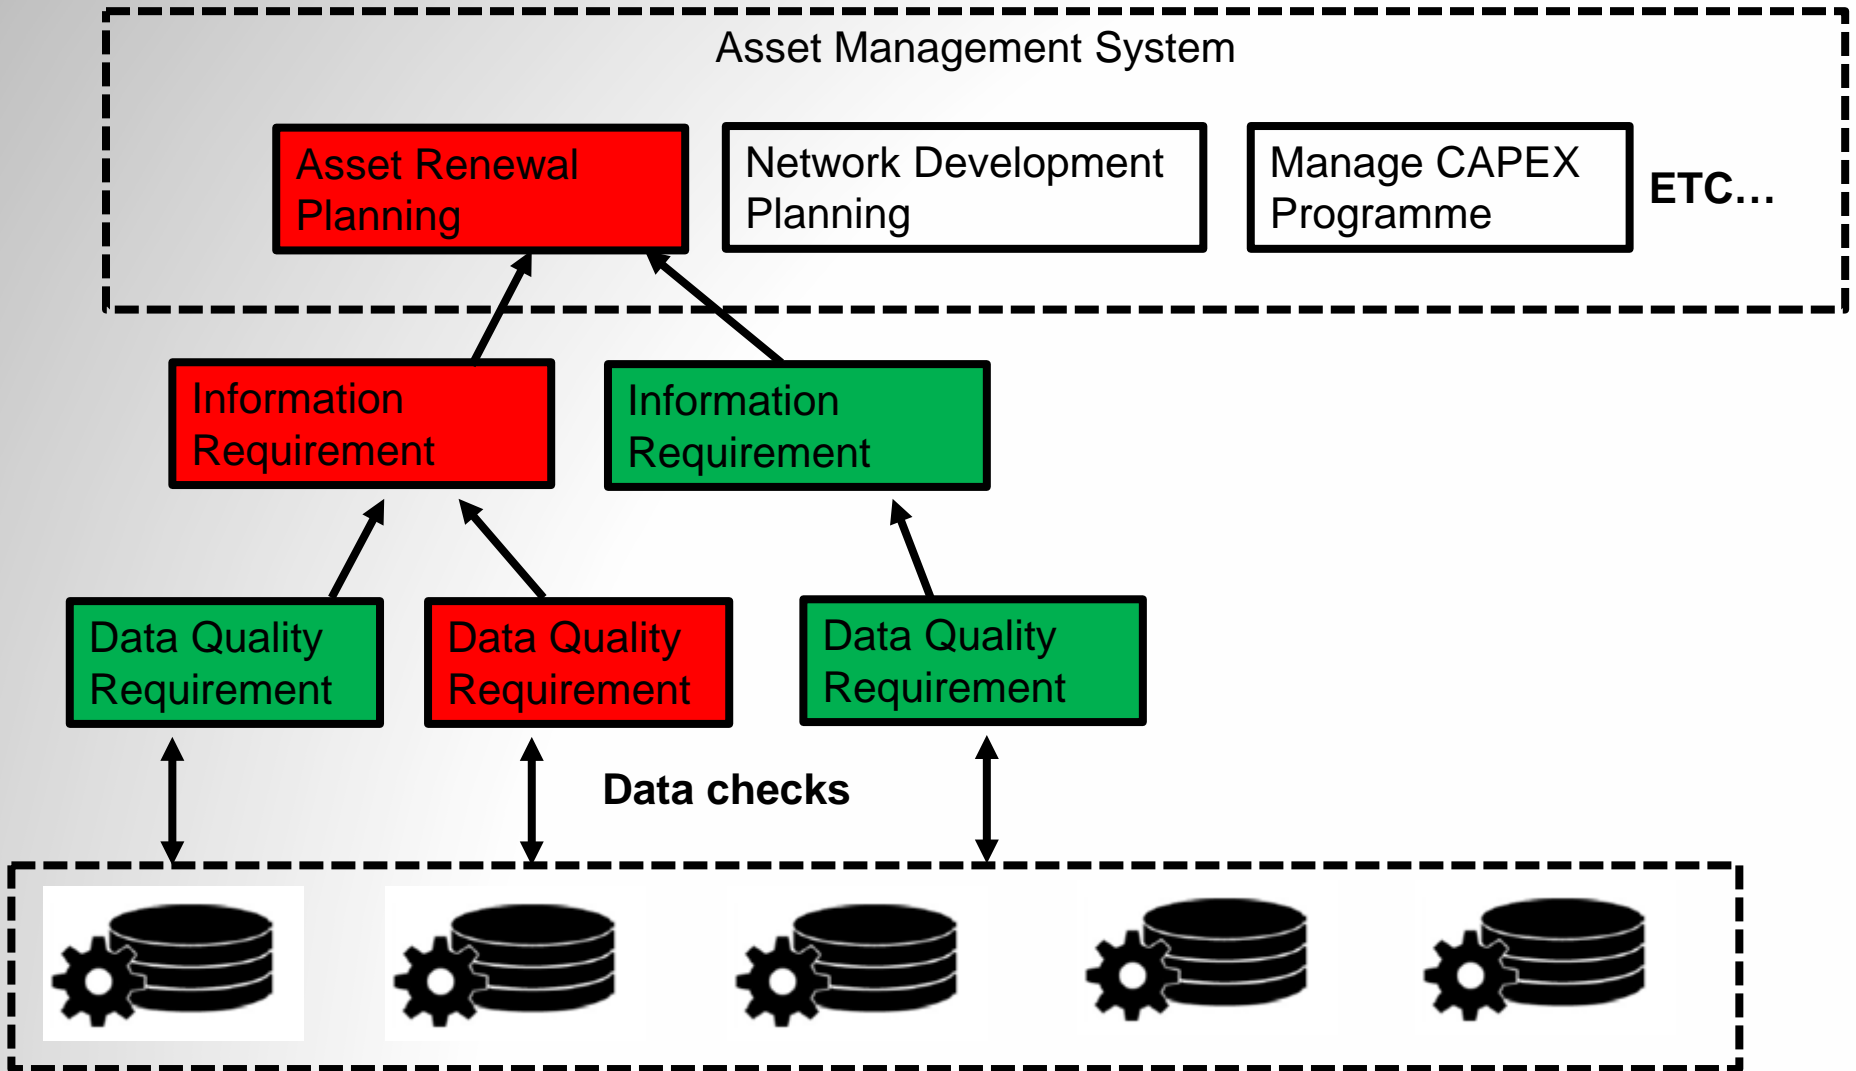 Asset Management System
Asset Renewal
Planning
Network Development
Planning
Manage CAPEX
Programme
ETC…
Information
Requirement
Information
Requirement
Data Quality
Requirement
Data Quality
Requirement
Data Quality
Requirement
Data checks